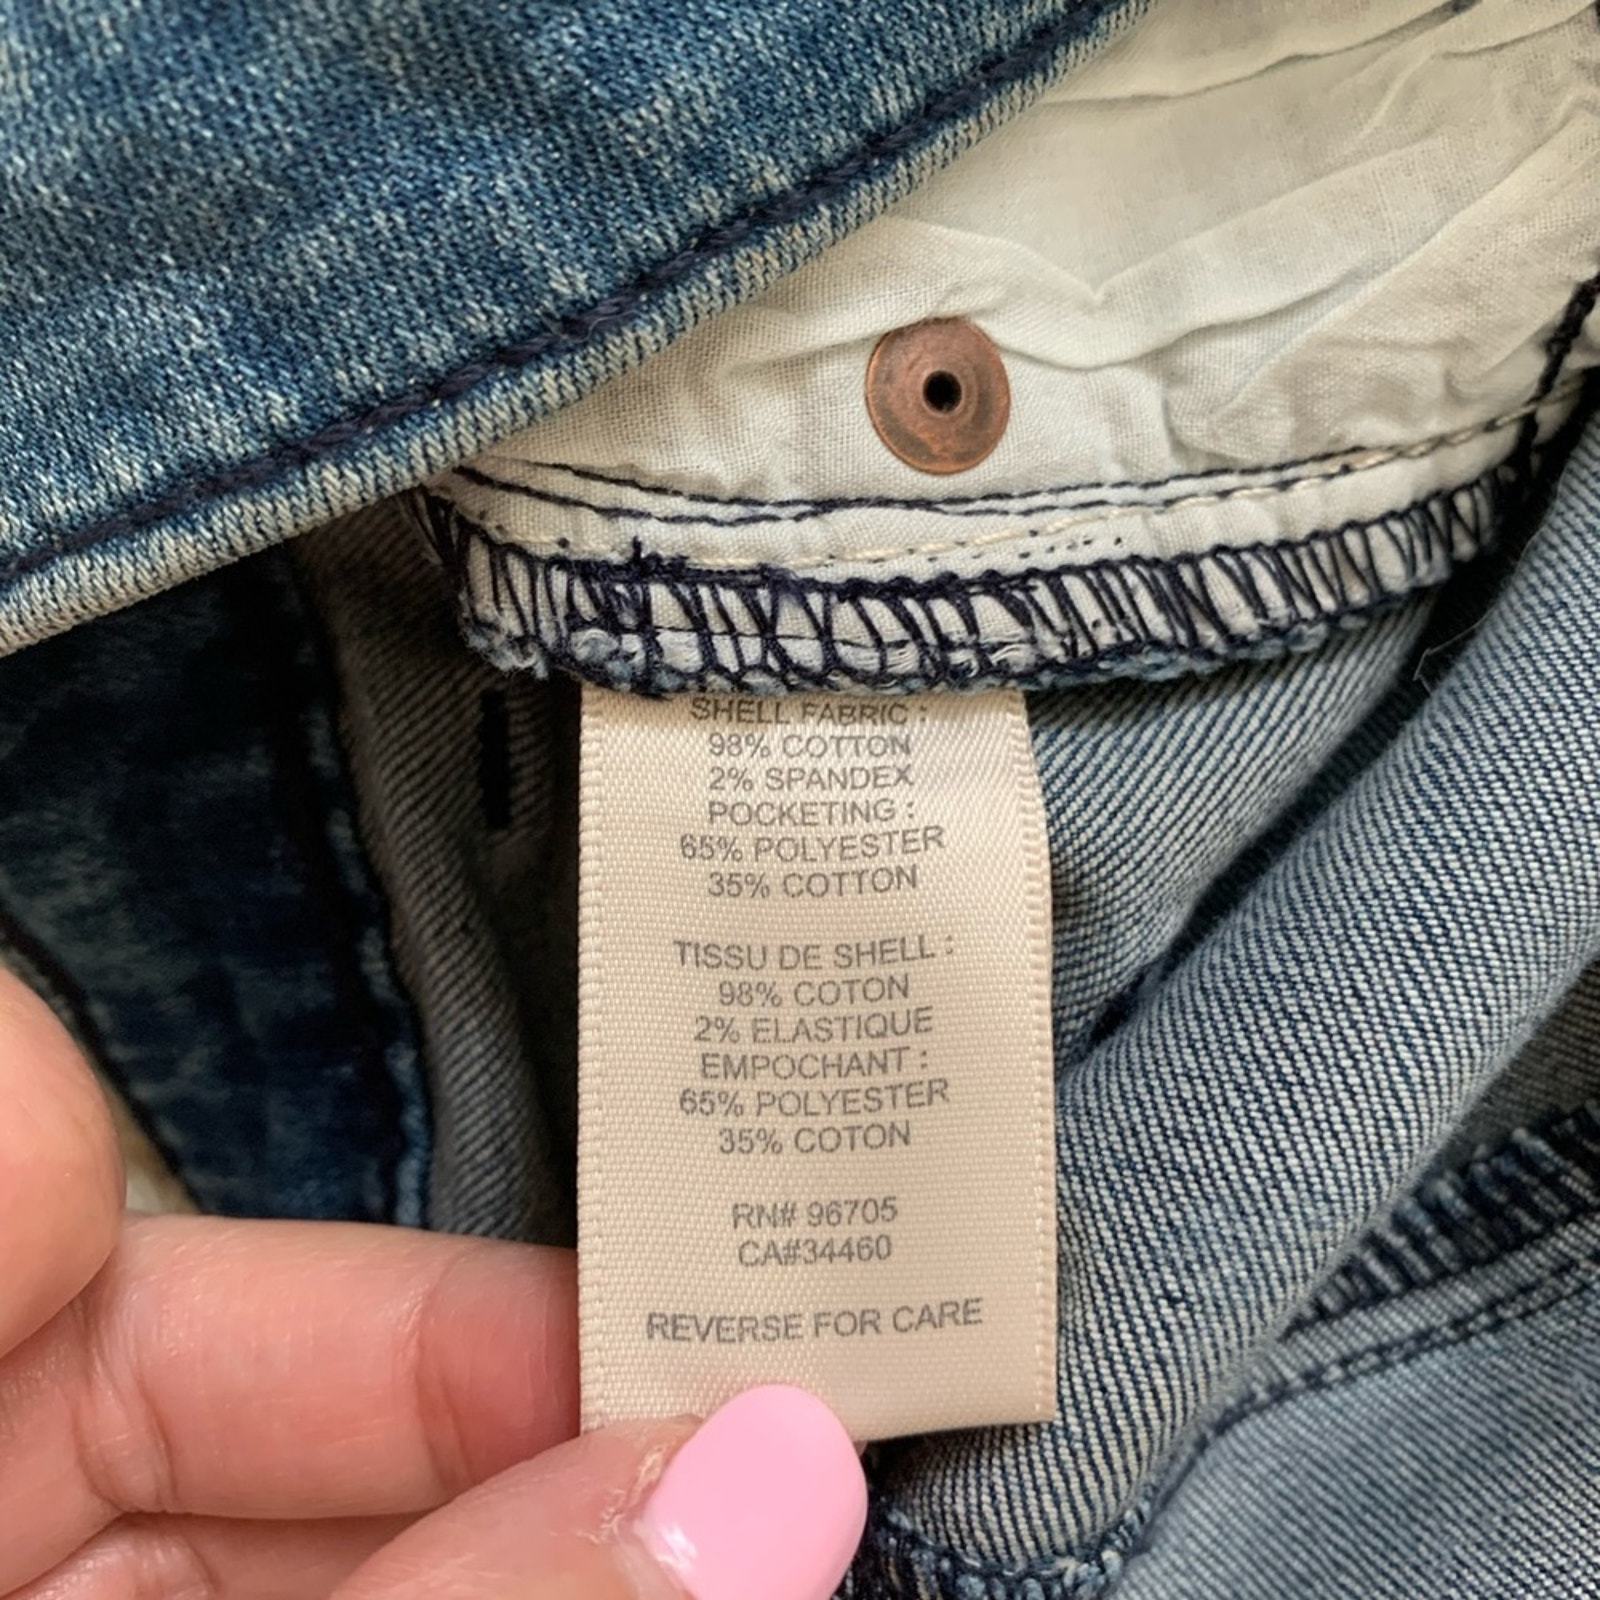 SHELL FABRIC :
98% COTTON
2% SPANDEX
POCKETING :
65% POLYESTER
35% COTTON
TISSU DE SHELL :
98% COTON
2% ELASTIQUE
EMPOCHANT :
65% POLYESTER
35% COTON
RN# 96705
CA#34460
REVERSE FOR CARE